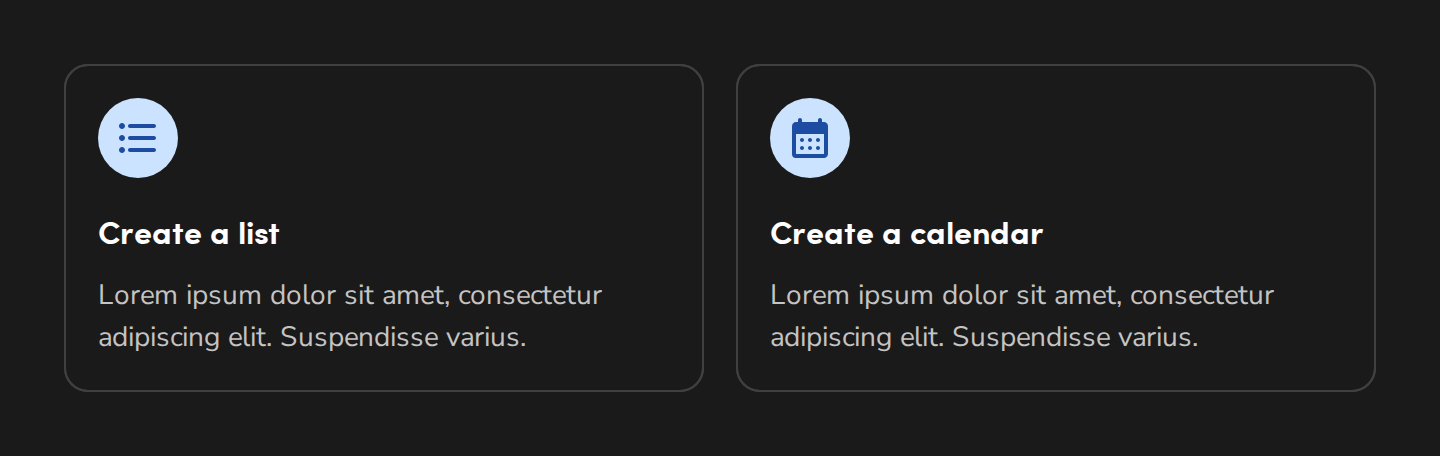 Create a list
Lorem ipsum dolor sit amet, consectetur
adipiscing elit. Suspendisse varius.
Create a calendar
Lorem ipsum dolor sit amet, consectetur
adipiscing elit. Suspendisse varius.